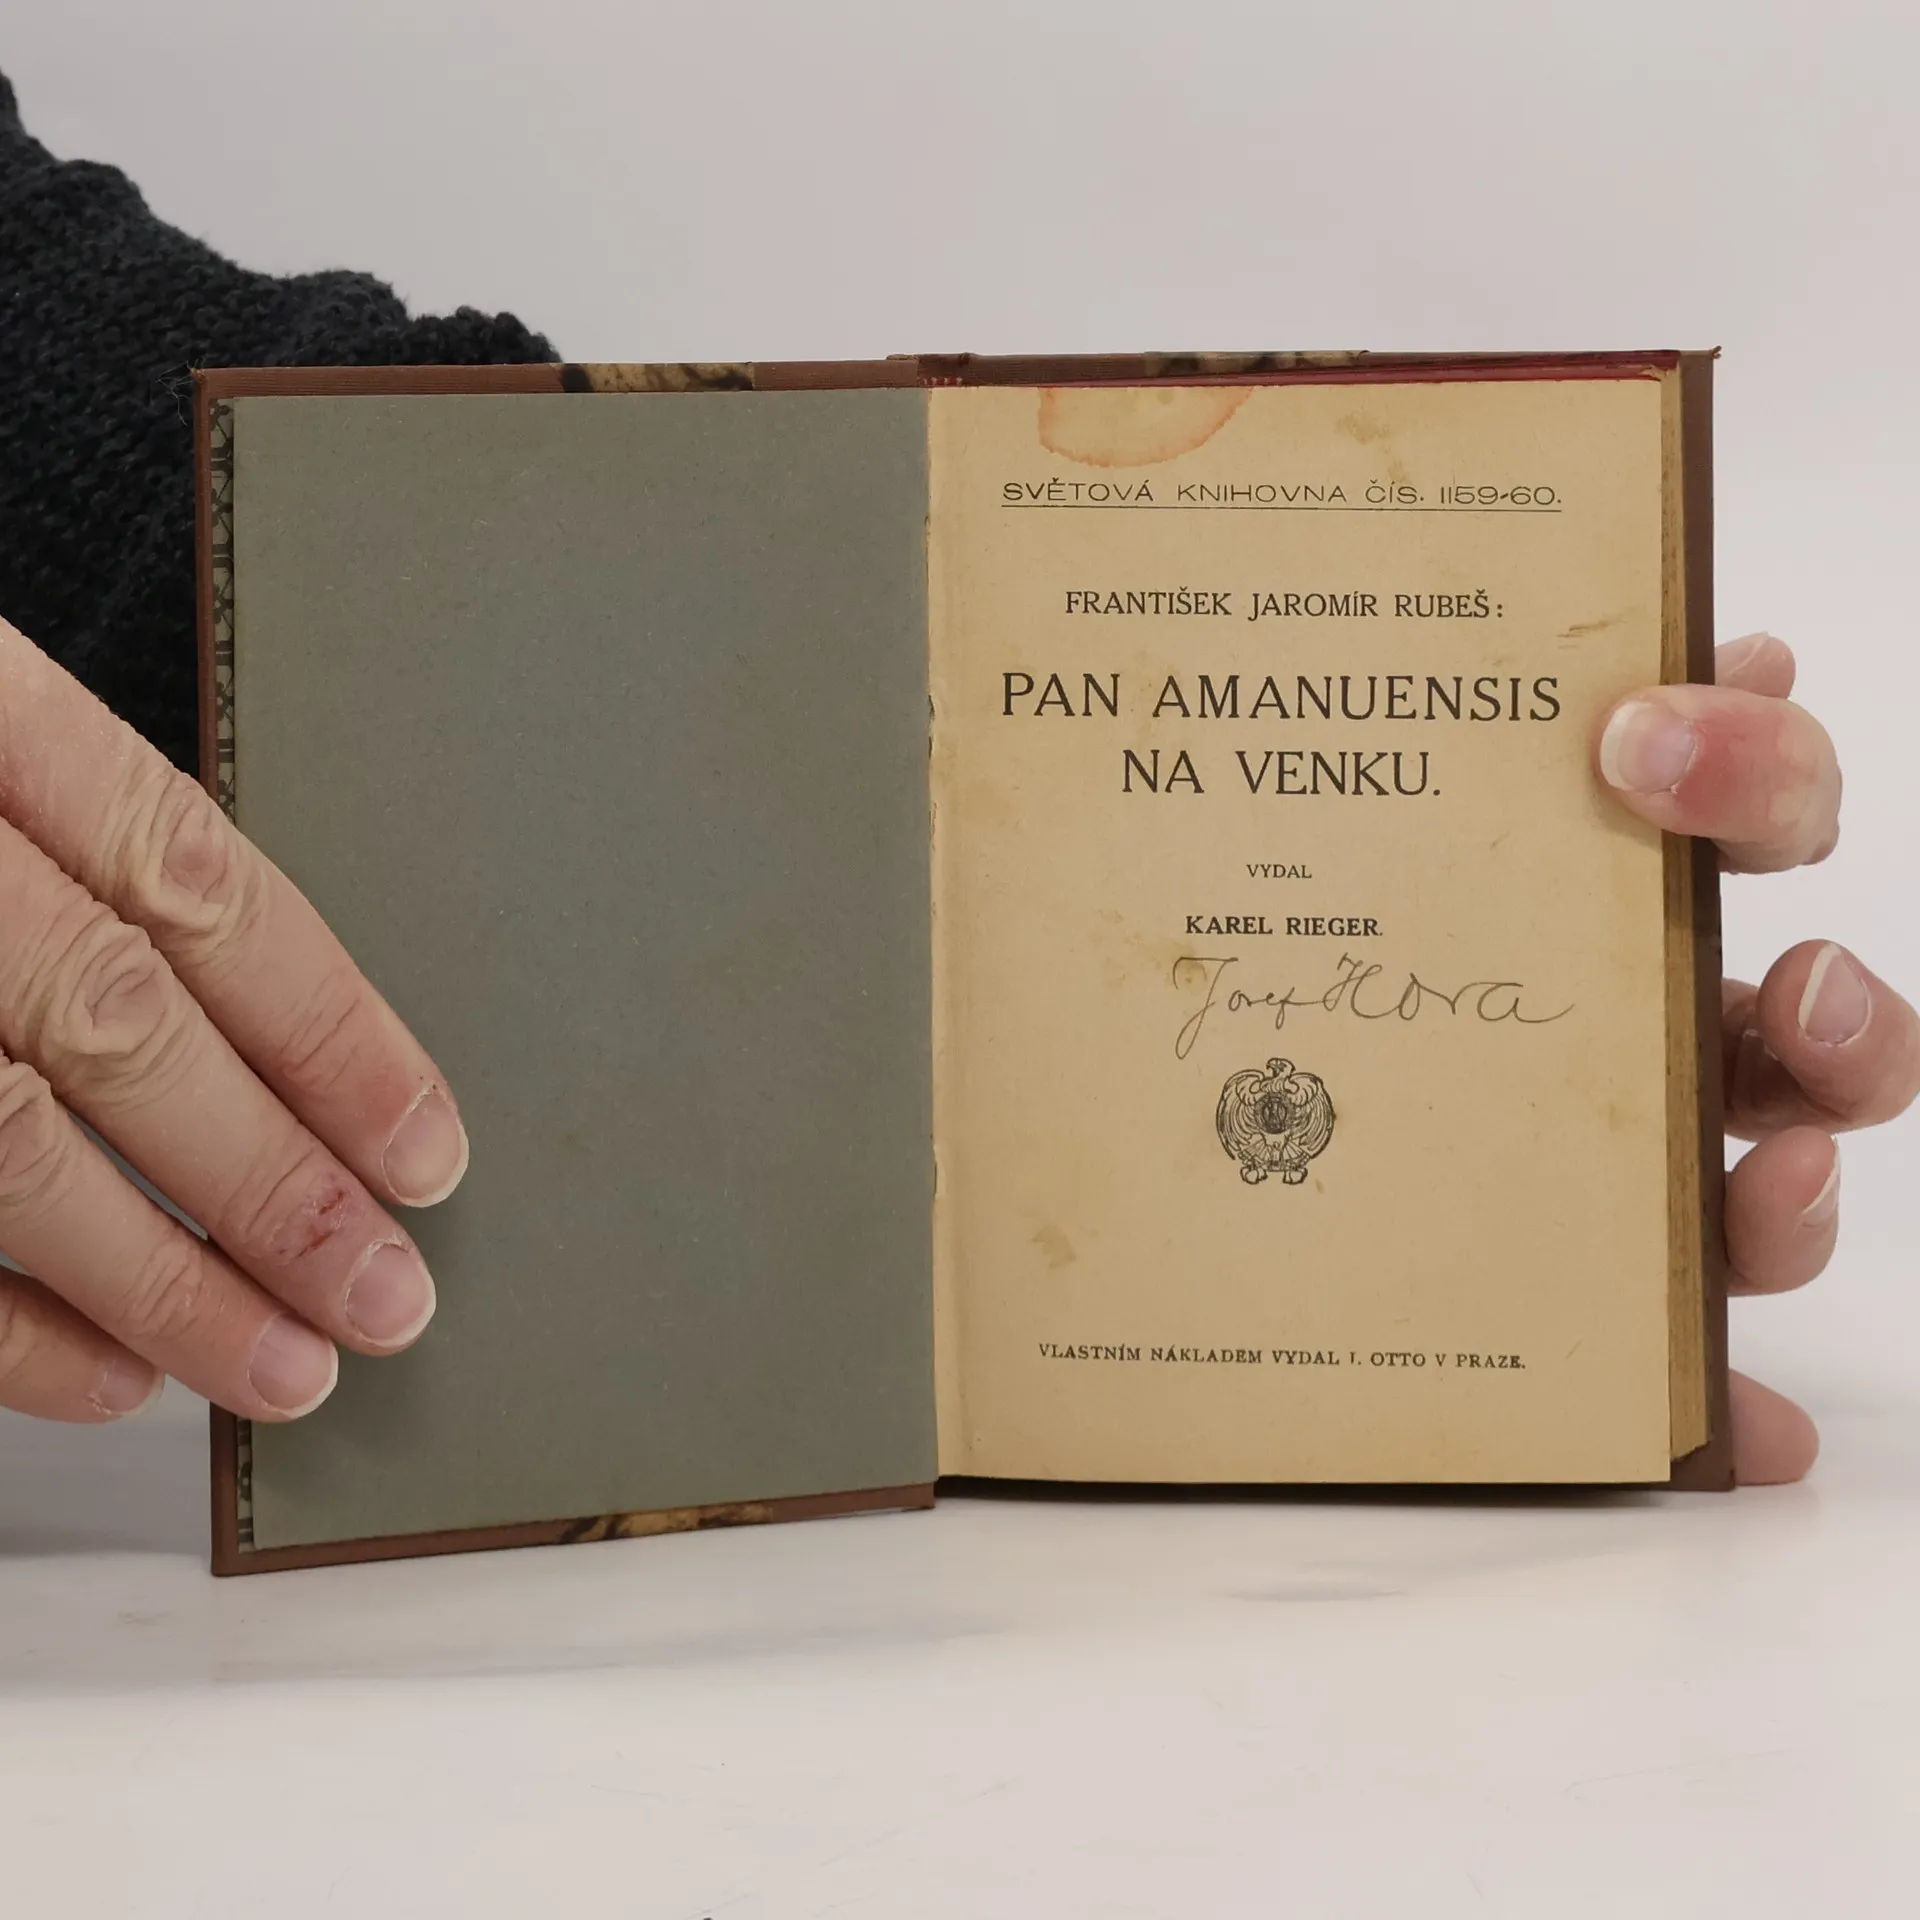 SVĚTOVÁ KNIHOVNA ČÍS. 1159-60.
FRANTIŠEK JAROMÍR RUBEŠ:
PAN AMANUENSIS
NA VENKU.
VYDAL
KAREL RIEGER.
Josef Hora
VLASTNÍM NÁKLADEM VYDAL J. OTTO V PRAZE.